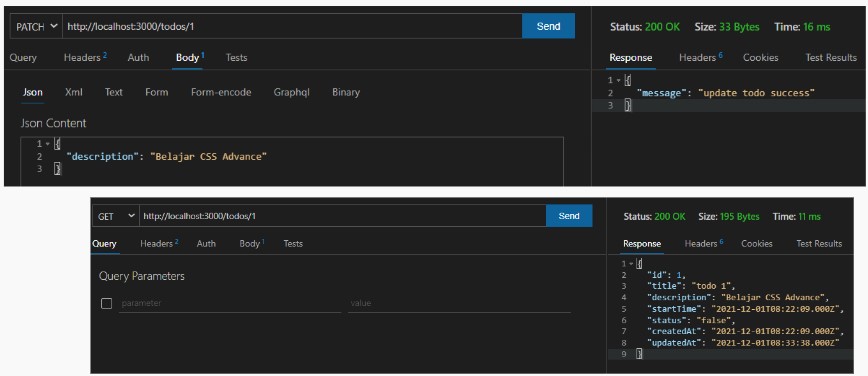 PATCH http://localhost:3000/todos/1 Send
Status: 200 OK Size: 33 Bytes Time: 16 ms
Query Headers 2 Auth Body 1 Tests
Response Headers 6 Cookies Test Results
Json Xml Text Form Form-encode Graphql Binary
Json Content
1 {
2 "description": "Belajar CSS Advance"
3 }
1 {
2 "message": "update todo success"
3 }
GET http://localhost:3000/todos/1 Send
Status: 200 OK Size: 195 Bytes Time: 11 ms
Query Headers 2 Auth Body 1 Tests
Response Headers 6 Cookies Test Results
Query Parameters
parameter value
1 {
2 "id": 1,
3 "title": "todo 1",
4 "description": "Belajar CSS Advance",
5 "startTime": "2021-12-01T08:22:09.000Z",
6 "status": "false",
7 "createdAt": "2021-12-01T08:22:09.000Z",
8 "updatedAt": "2021-12-01T08:33:38.000Z"
9 }